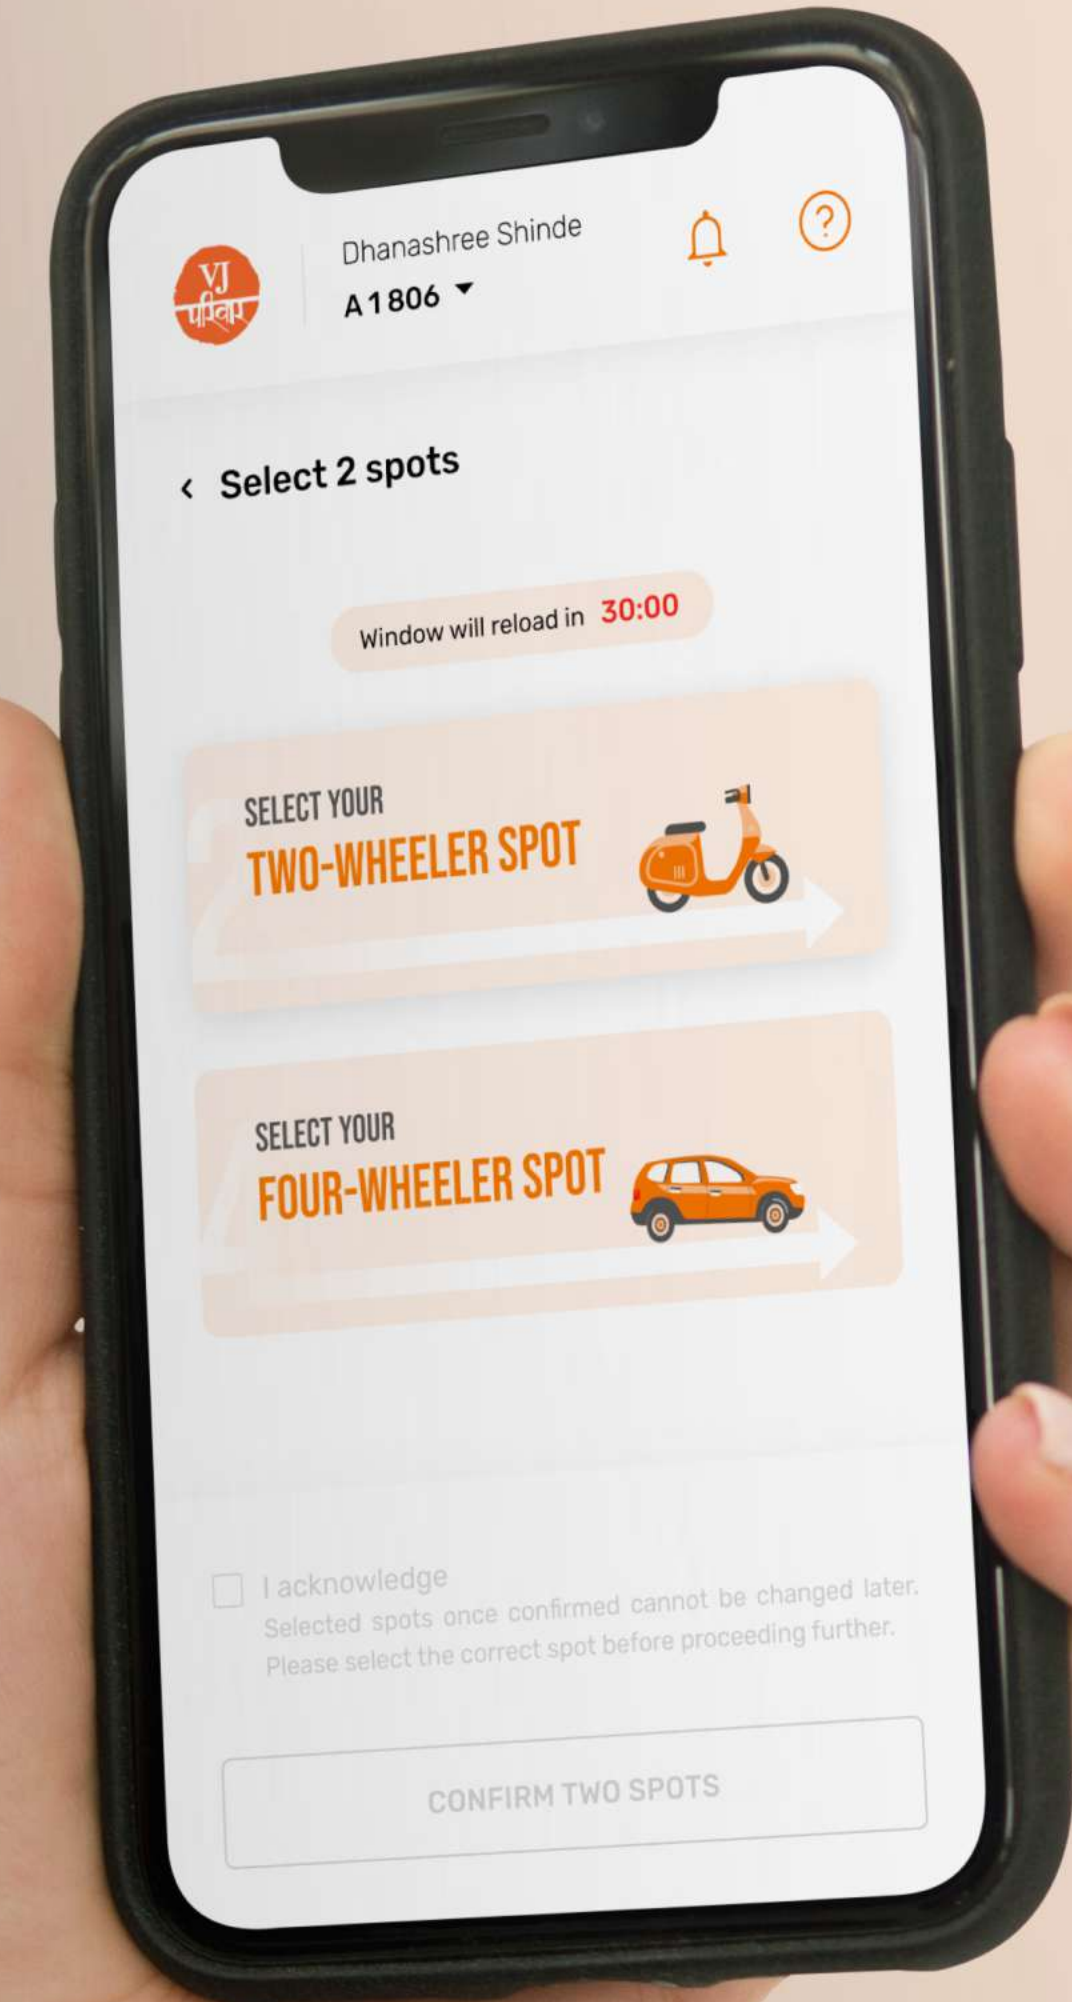 VJ
परिवार
Dhanashree Shinde
A 1806
?
< Select 2 spots
Window will reload in 30:00
SELECT YOUR
TWO-WHEELER SPOT
SELECT YOUR
FOUR-WHEELER SPOT
I acknowledge
Selected spots once confirmed cannot be changed later.
Please select the correct spot before proceeding further.
CONFIRM TWO SPOTS